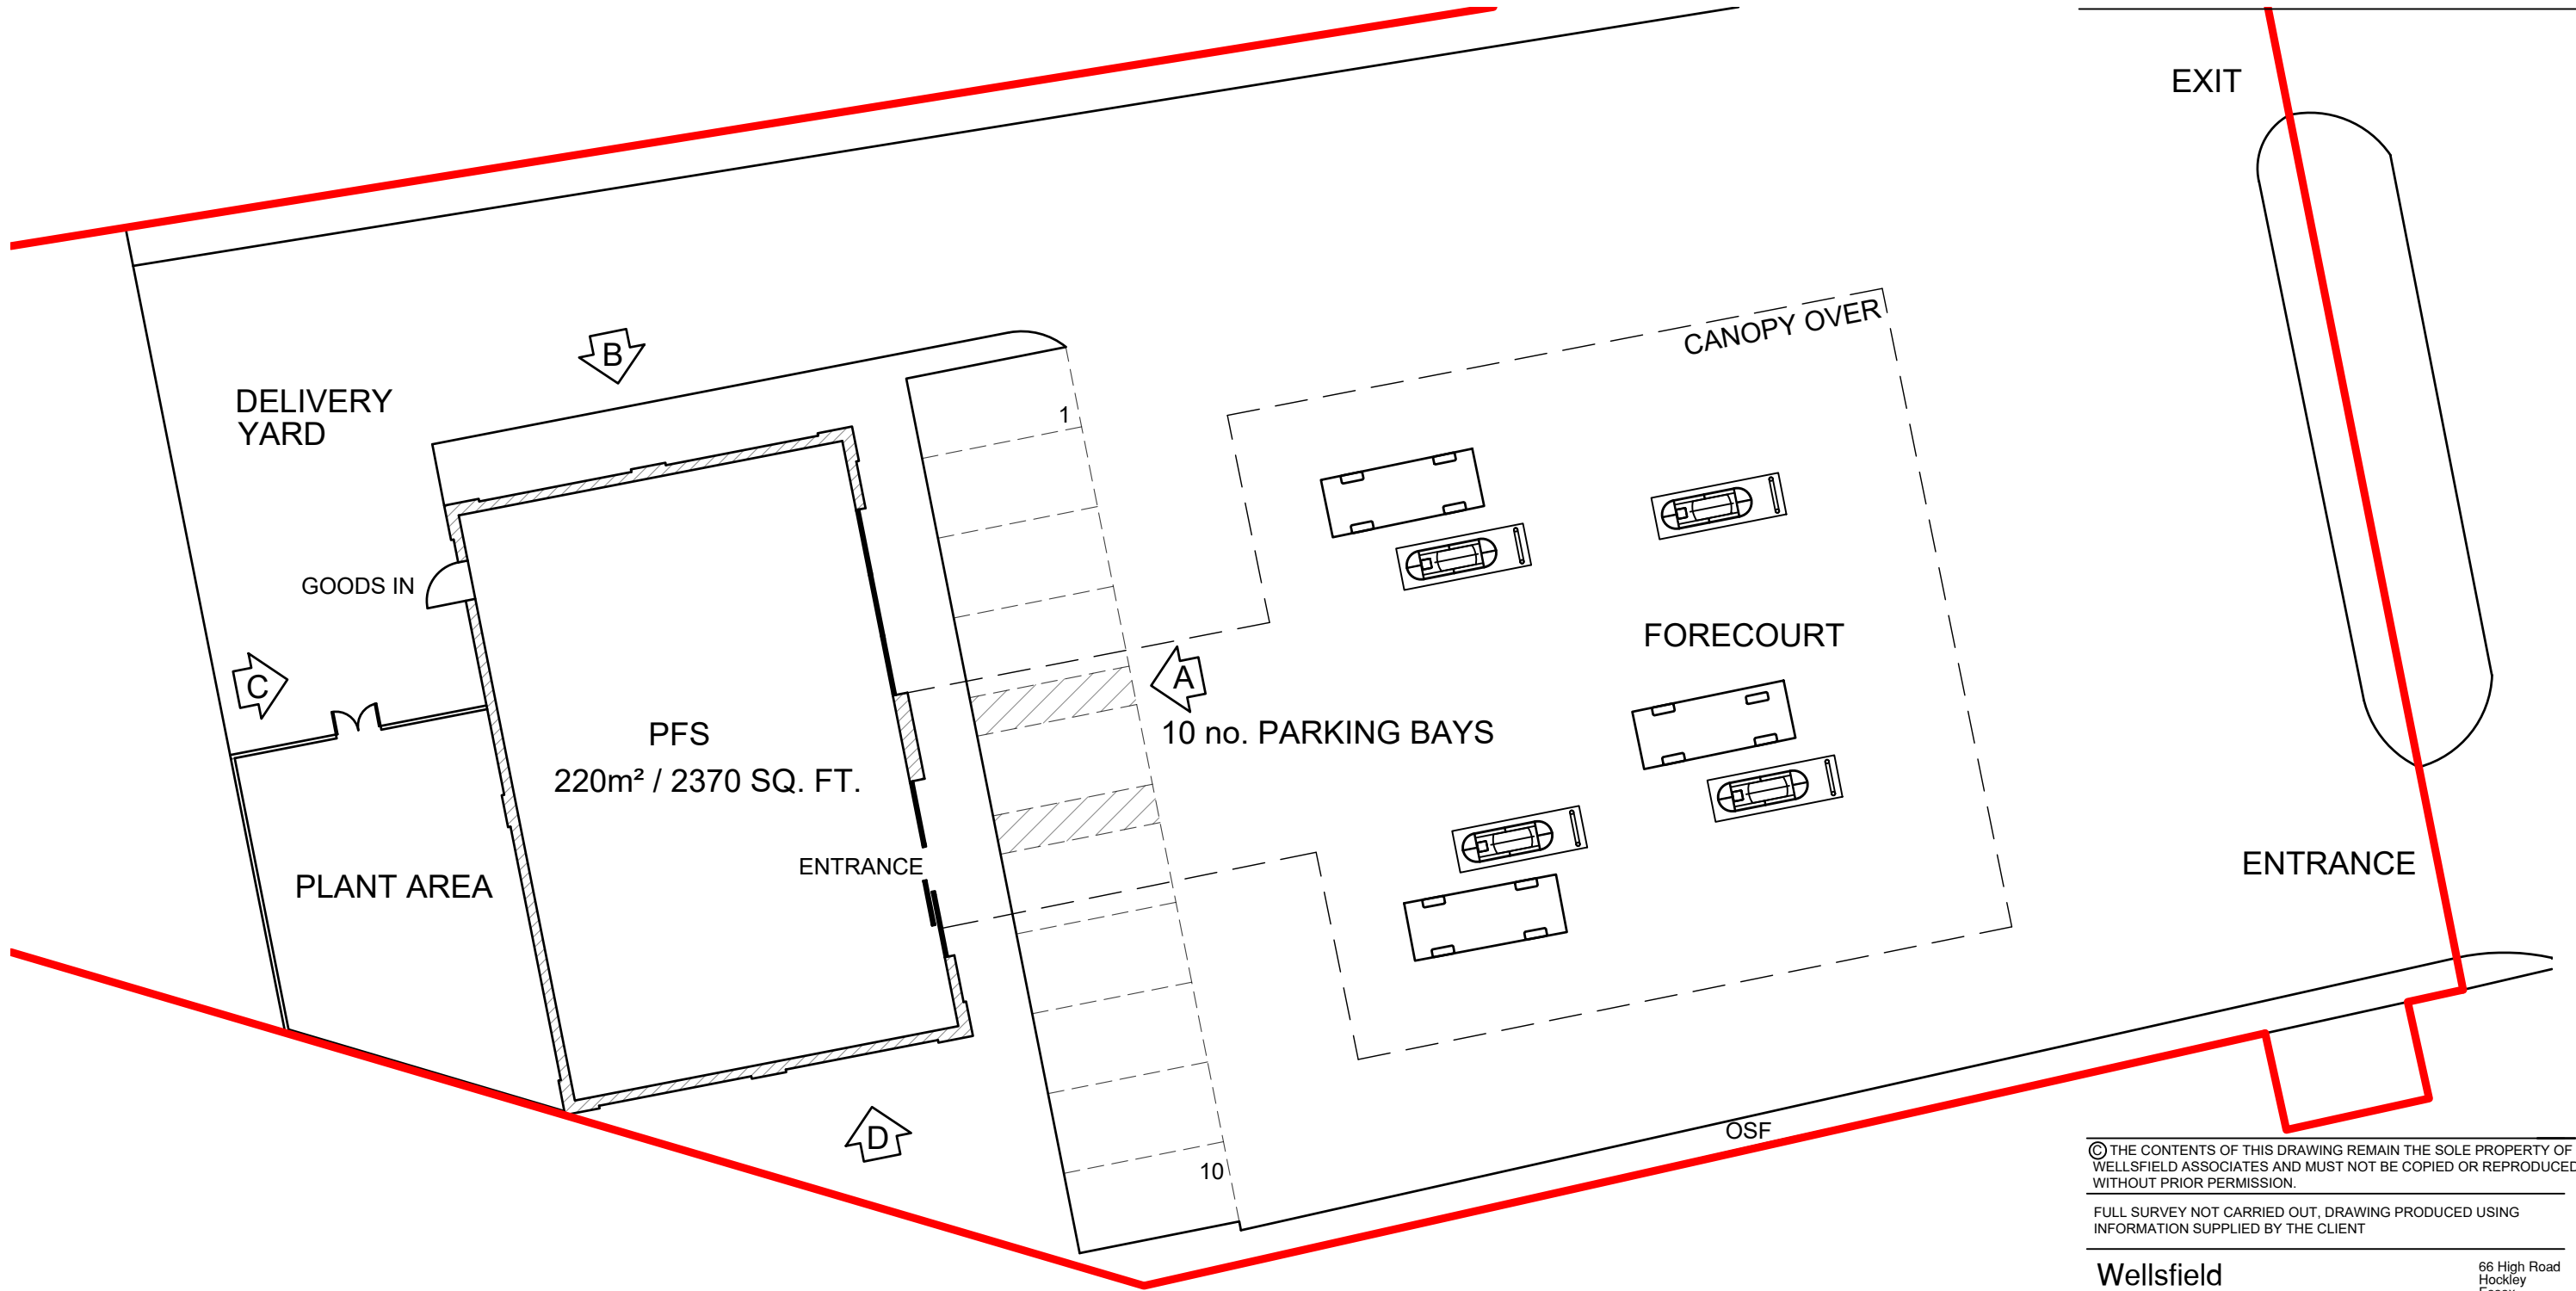 EXIT
CANOPY OVER
B
DELIVERY
YARD
1
GOODS IN
FORECOURT
C
A
PFS
10 no. PARKING BAYS
220m² / 2370 SQ. FT.
ENTRANCE
ENTRANCE
PLANT AREA
D
OSF
10
© THE CONTENTS OF THIS DRAWING REMAIN THE SOLE PROPERTY OF
WELLSFIELD ASSOCIATES AND MUST NOT BE COPIED OR REPRODUCED
WITHOUT PRIOR PERMISSION.
FULL SURVEY NOT CARRIED OUT, DRAWING PRODUCED USING
INFORMATION SUPPLIED BY THE CLIENT
Wellsfield
66 High Road
Hockley